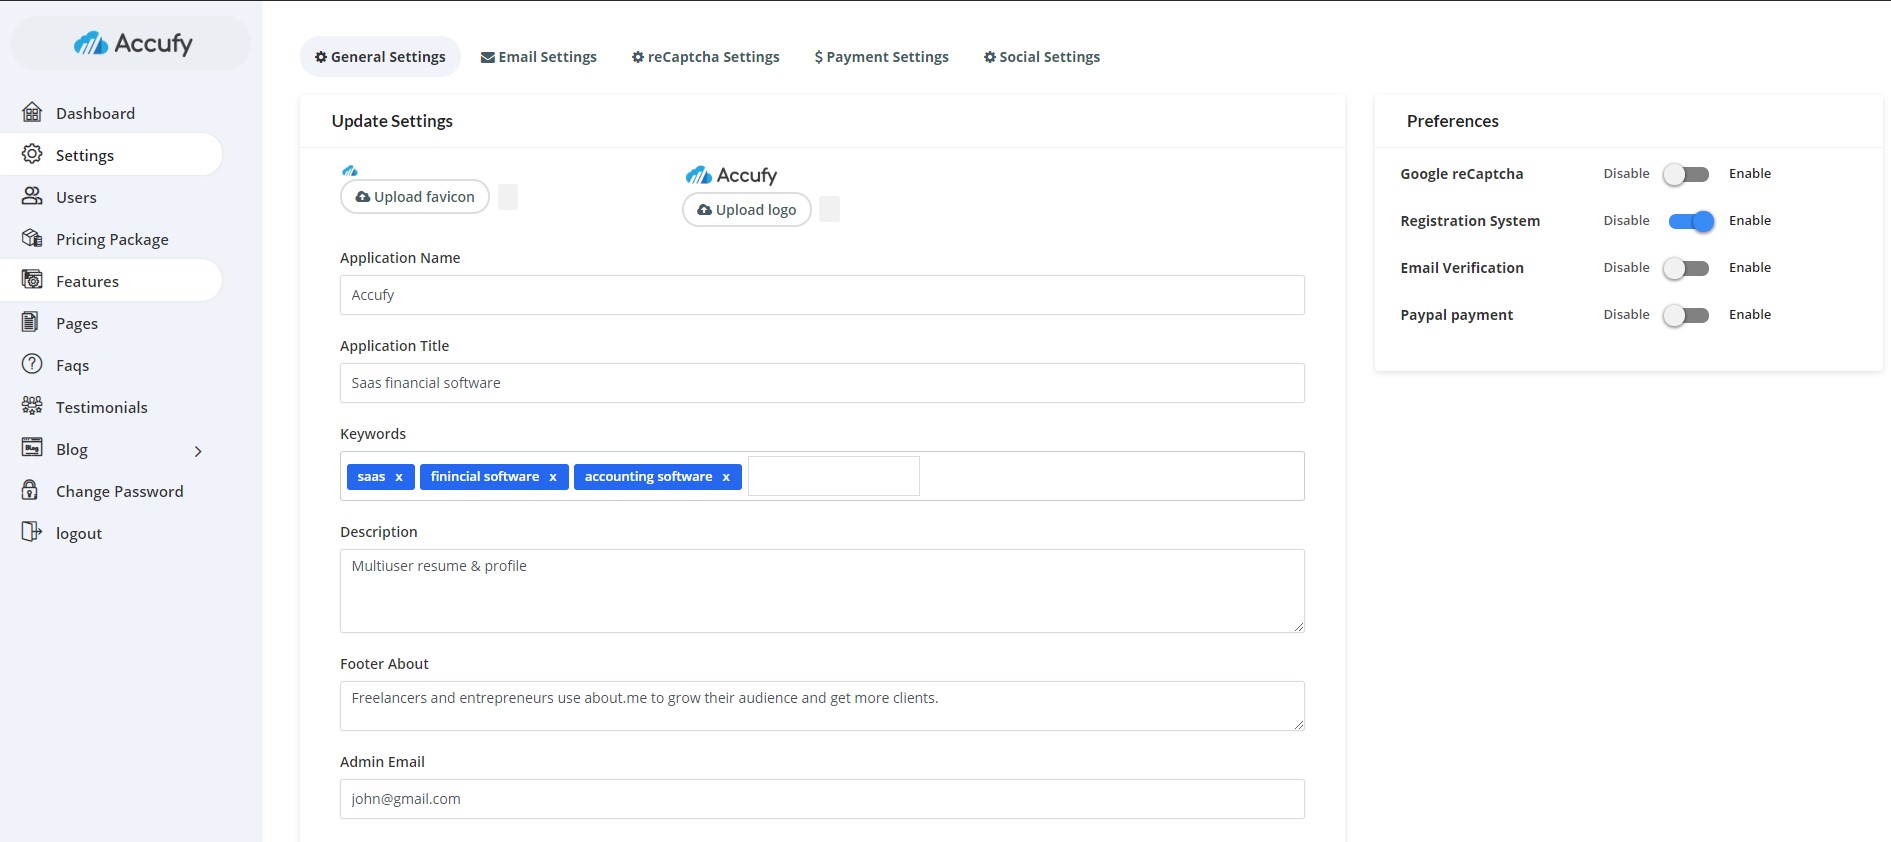 Accufy
Dashboard
Settings
Users
Pricing Package
Features
Pages
Faqs
Testimonials
Blog
Blog
Change Password
logout
General Settings
Email Settings
reCaptcha Settings
$ Payment Settings
Social Settings
Update Settings
Upload favicon
Accufy
Upload logo
Application Name
Accufy
Application Title
Saas financial software
Keywords
saas x finincial software x accounting software x
Description
Multiuser resume & profile
Footer About
Freelancers and entrepreneurs use about.me to grow their audience and get more clients.
Admin Email
john@gmail.com
Preferences
Google reCaptcha Disable Enable
Registration System Disable Enable
Email Verification Disable Enable
Paypal payment Disable Enable